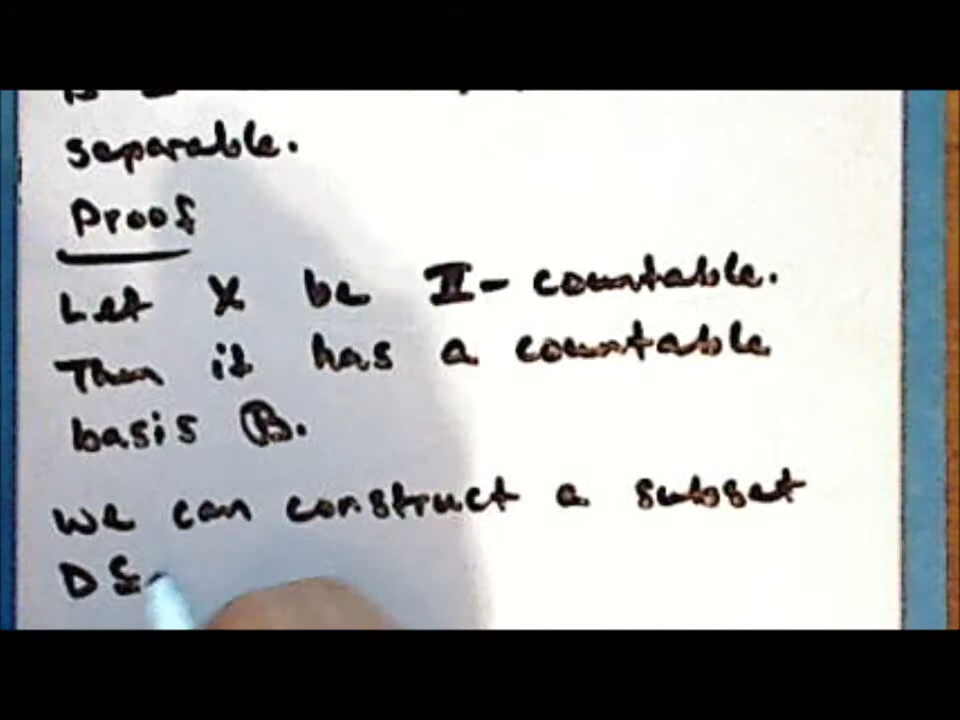 separable.
Proof
Let X be II-countable.
Then it has a countable
basis B.
We can construct a subset
D ⊆